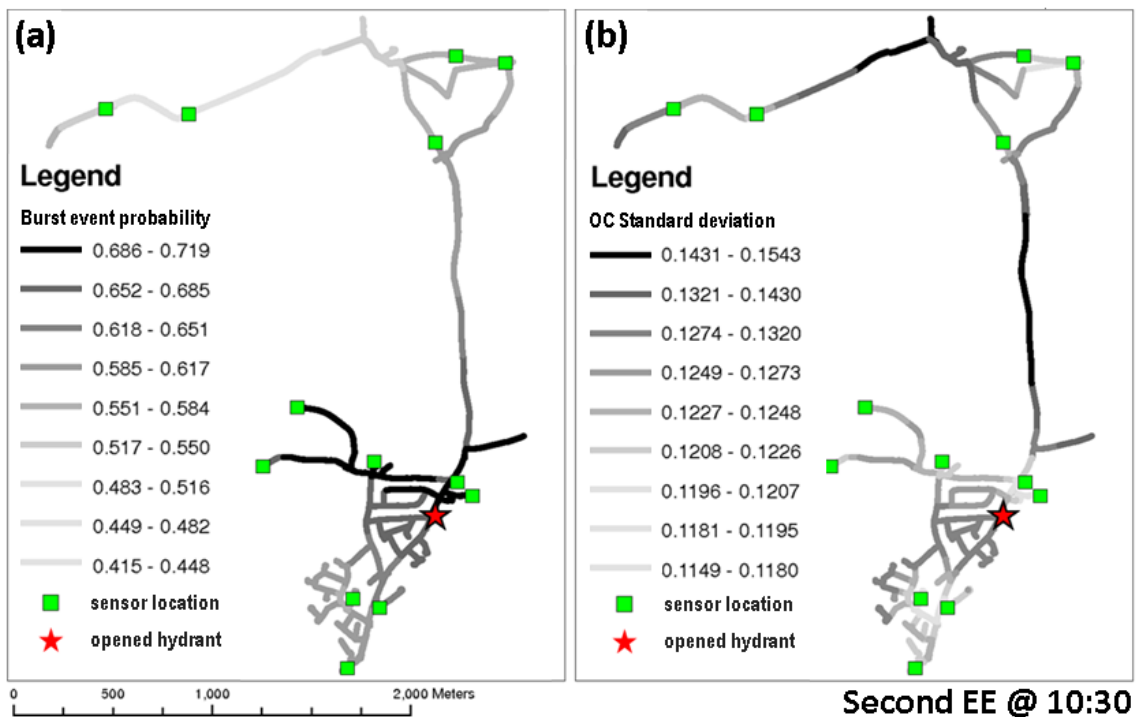 (a)
Legend
Burst event probability
0.686 - 0.719
0.652 - 0.685
0.618 - 0.651
0.585 - 0.617
0.551 - 0.584
0.517 - 0.550
0.483 - 0.516
0.449 - 0.482
0.415 - 0.448
sensor location
opened hydrant
0 500 1,000 2,000 Meters
(b)
Legend
OC Standard deviation
0.1431 - 0.1543
0.1321 - 0.1430
0.1274 - 0.1320
0.1249 - 0.1273
0.1227 - 0.1248
0.1208 - 0.1226
0.1196 - 0.1207
0.1181 - 0.1195
0.1149 - 0.1180
sensor location
opened hydrant
Second EE @ 10:30